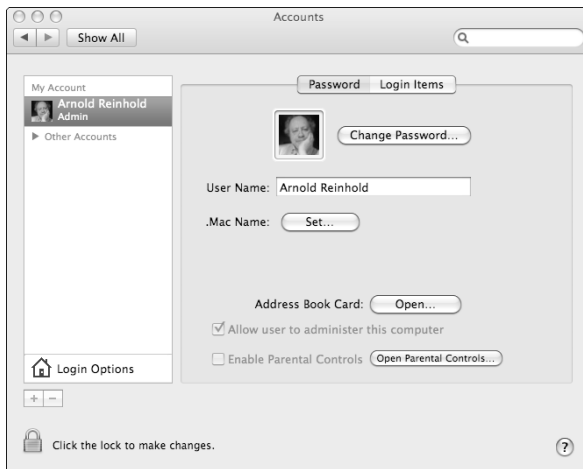 Accounts
Show All
My Account
Arnold Reinhold
Admin
Other Accounts
Login Options
Password Login Items
Change Password...
User Name: Arnold Reinhold
.Mac Name: Set...
Address Book Card: Open...
Allow user to administer this computer
Enable Parental Controls Open Parental Controls...
+ −
Click the lock to make changes.
?